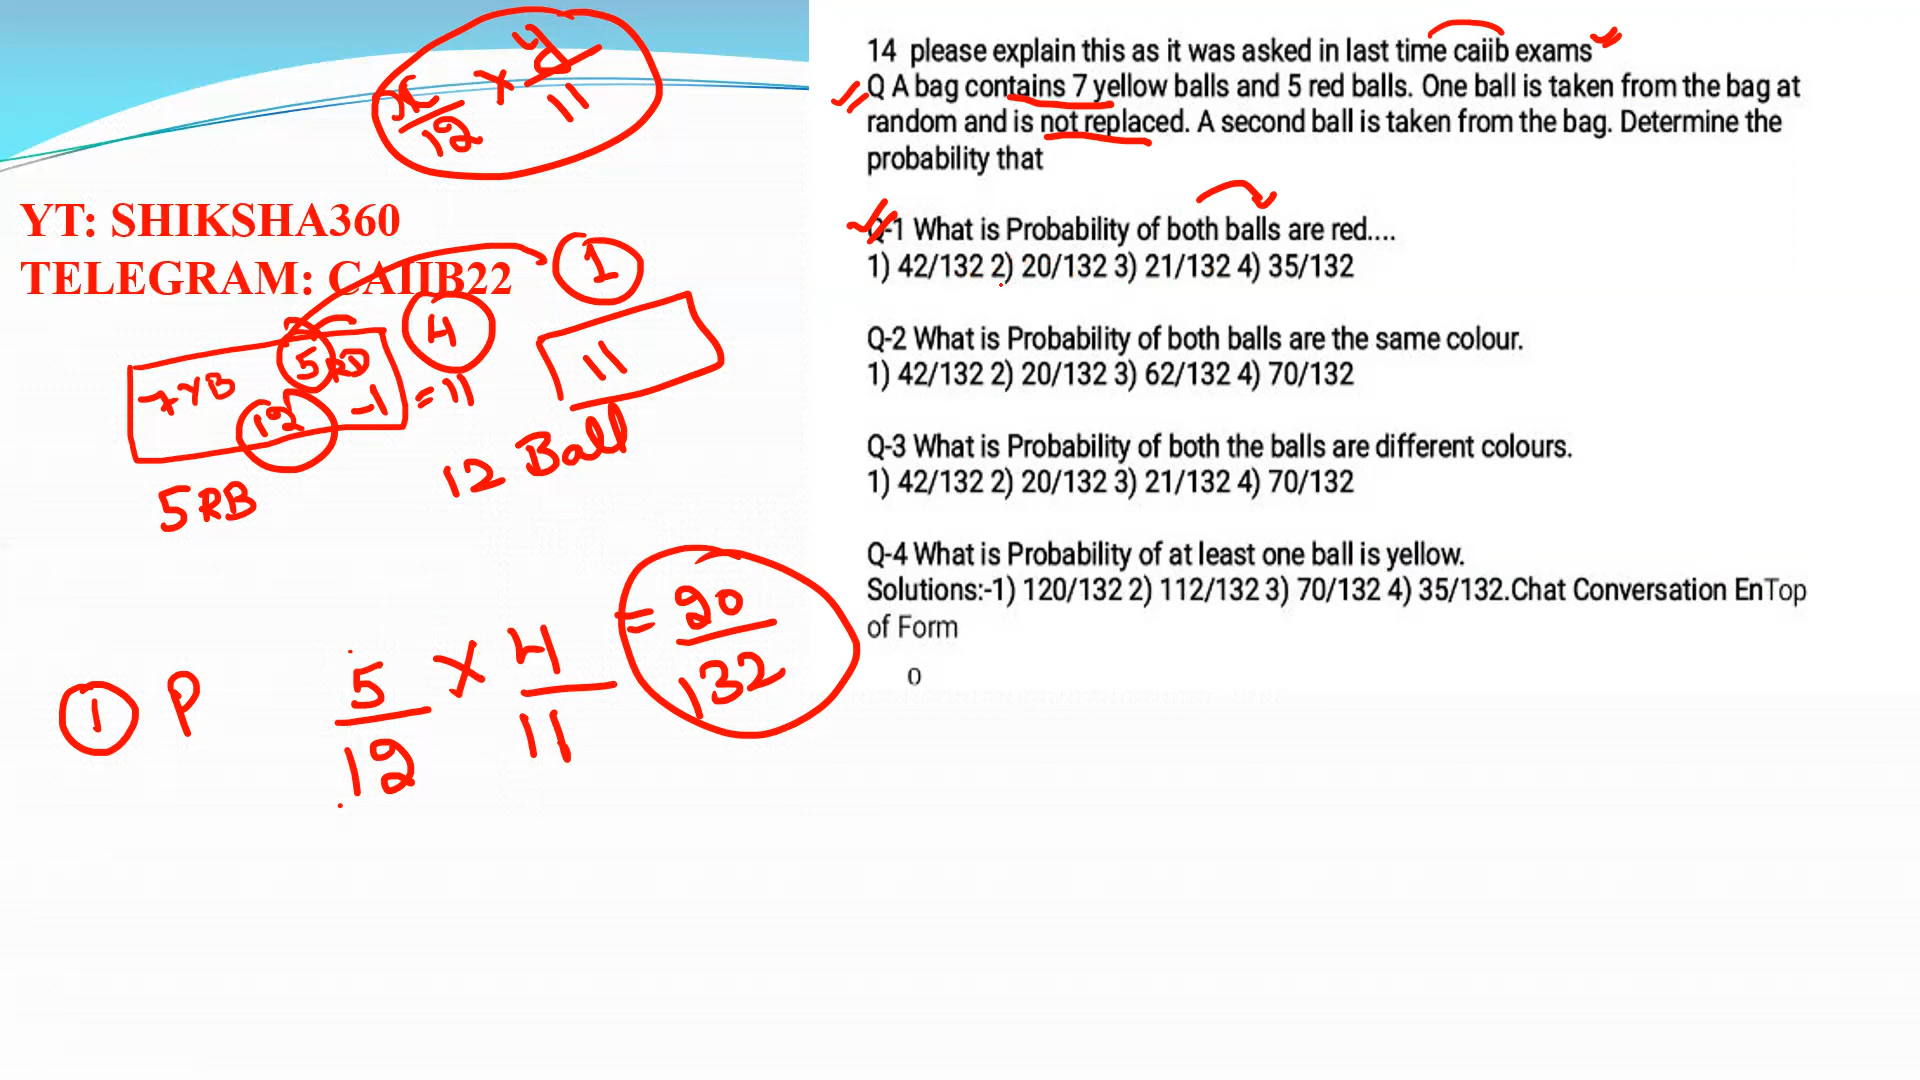 x/12 × y/11
YT: SHIKSHA360
TELEGRAM: CAIIB22
1
4
5 RD
7YB
12
-1
= 11
11
5RB
12 Ball
1 P 5/12 × 4/11 = 20/132
14 please explain this as it was asked in last time caiib exams
Q A bag contains 7 yellow balls and 5 red balls. One ball is taken from the bag at
random and is not replaced. A second ball is taken from the bag. Determine the
probability that
Q-1 What is Probability of both balls are red....
1) 42/132 2) 20/132 3) 21/132 4) 35/132
Q-2 What is Probability of both balls are the same colour.
1) 42/132 2) 20/132 3) 62/132 4) 70/132
Q-3 What is Probability of both the balls are different colours.
1) 42/132 2) 20/132 3) 21/132 4) 70/132
Q-4 What is Probability of at least one ball is yellow.
Solutions:-1) 120/132 2) 112/132 3) 70/132 4) 35/132.Chat Conversation EnTop
of Form
0